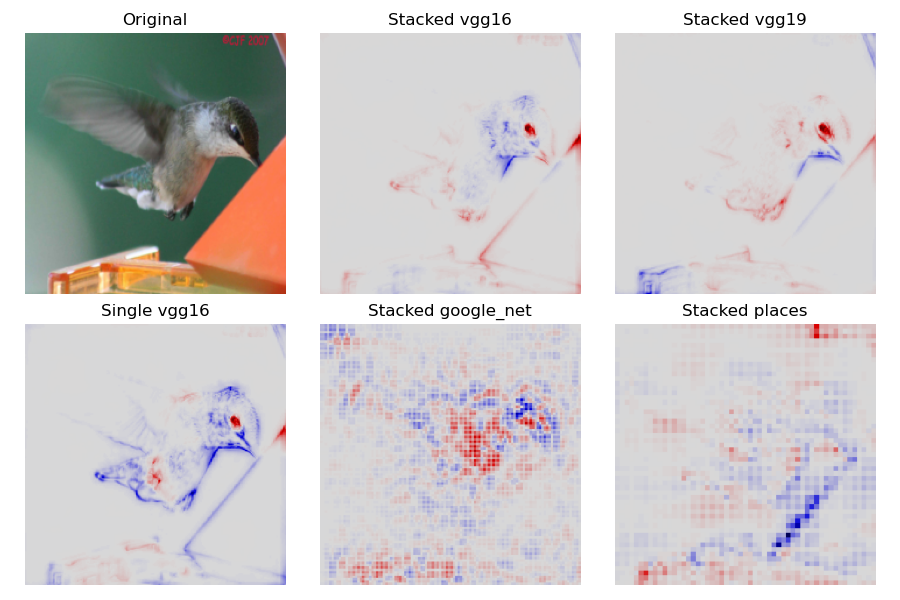 Original
Stacked vgg16
Stacked vgg19
Single vgg16
Stacked google_net
Stacked places